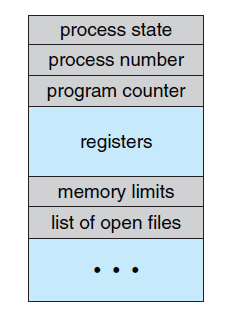 process state
process number
program counter
registers
memory limits
list of open files
• • •